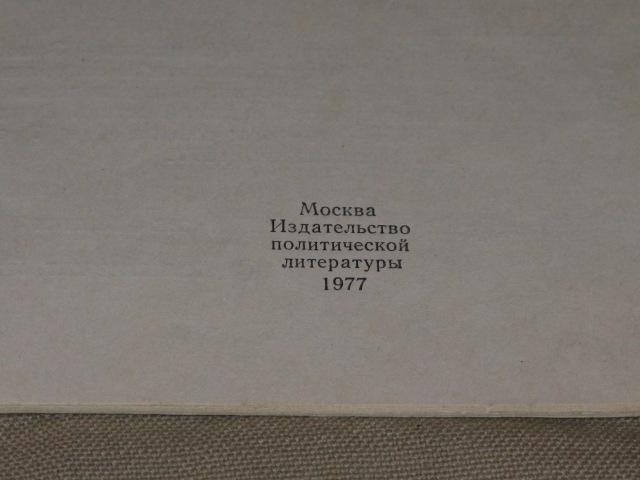 Москва
Издательство
политической
литературы
1977